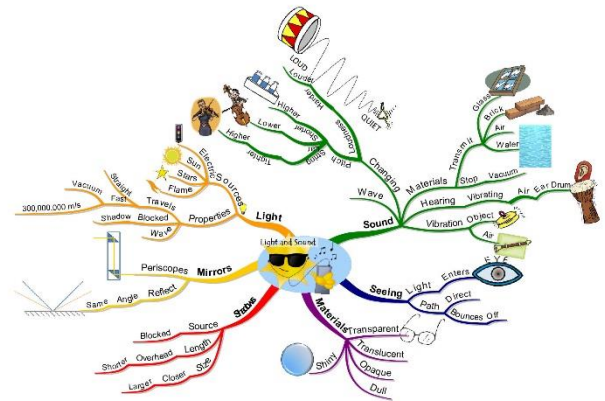 LOUD
Louder
Harder
Loudness
QUIET
Higher
Lower
Shorter
String
Higher
Tighter
Pitch
Changing
Wave
Sound
Glass
Brick
Air
Water
Transmit
Materials
Stop
Vacuum
Hearing
Vibrating
Air
Ear Drum
Vibration
Object
Air
Electric
Sun
Stars
Flame
Sources
Light
Straight
Vacuum
Fast
Travels
300,000,000 m/s
Shadow
Blocked
Properties
Wave
Light and Sound
Periscopes
Mirrors
Same
Angle
Reflect
EYE
Seeing
Light
Enters
Path
Direct
Bounces Off
Blocked
Source
Shorter
Overhead
Length
Larger
Closer
Size
Materials
Transparent
Translucent
Opaque
Dull
Shiny